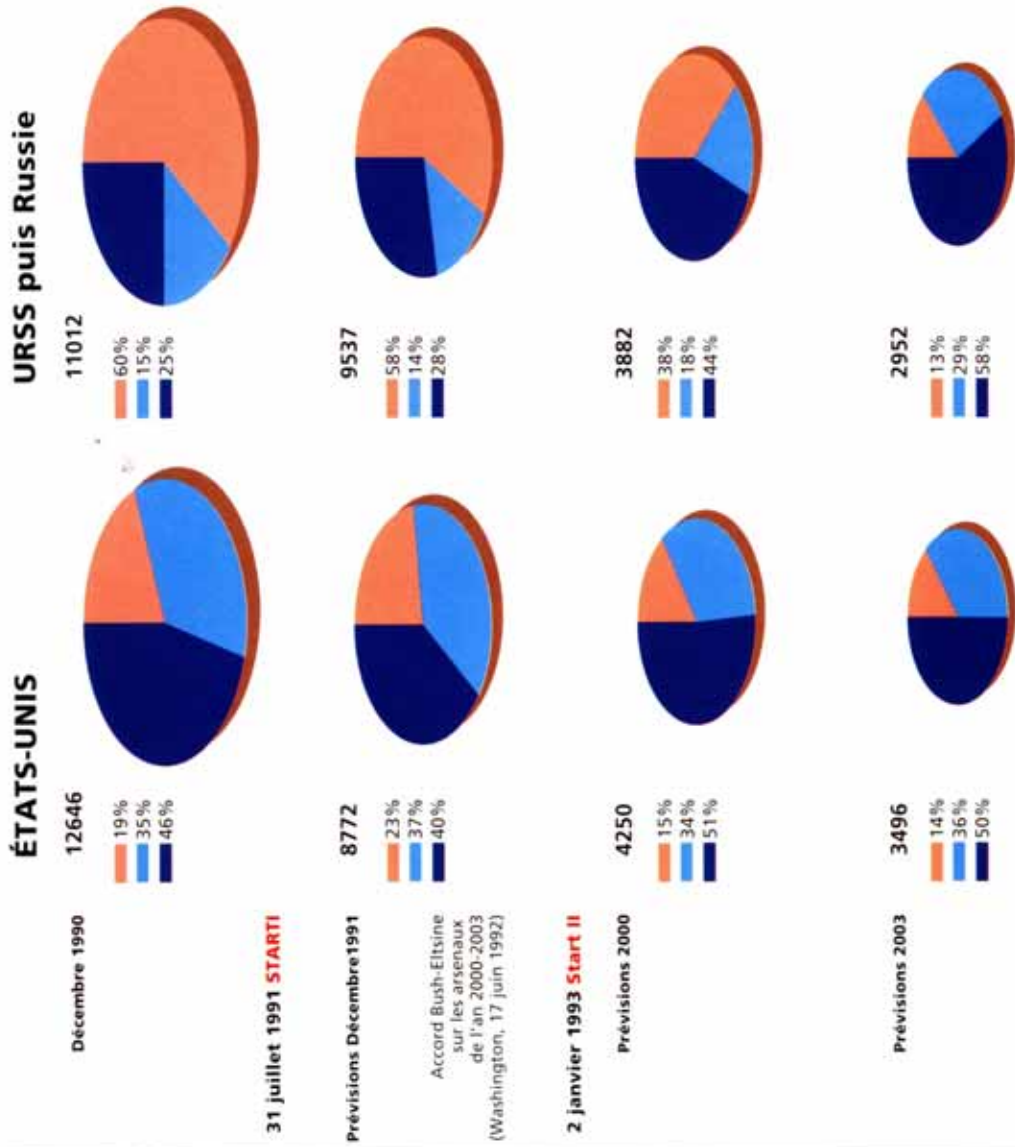 ÉTATS-UNIS
URSS puis Russie
Décembre 1990
12646
19%
35%
46%
11012
60%
15%
25%
31 juillet 1991 STARTI
Prévisions Décembre1991
8772
23%
37%
40%
9537
58%
14%
28%
Accord Bush-Eltsine
sur les arsenaux
de l'an 2000-2003
(Washington, 17 juin 1992)
2 janvier 1993 Start II
Prévisions 2000
4250
15%
34%
51%
3882
38%
18%
44%
Prévisions 2003
3496
14%
36%
50%
2952
13%
29%
58%